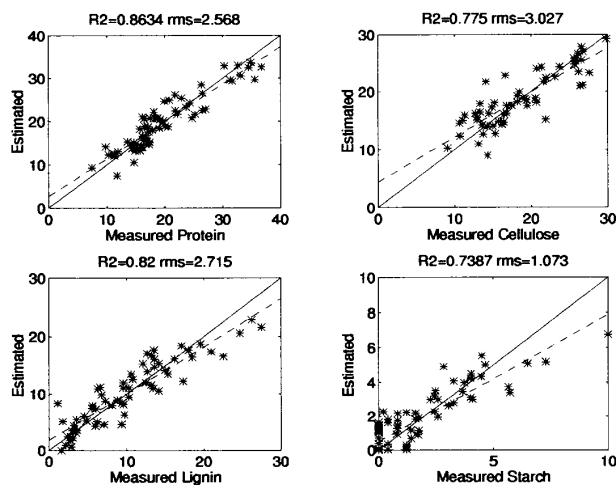 R2=0.8634 rms=2.568
40
30
20
10
0
Estimated
0 10 20 30 40
Measured Protein
R2=0.775 rms=3.027
30
20
10
0
Estimated
0 10 20 30
Measured Cellulose
R2=0.82 rms=2.715
30
20
10
0
Estimated
0 10 20 30
Measured Lignin
R2=0.7387 rms=1.073
10
8
6
4
2
0
Estimated
0 5 10
Measured Starch